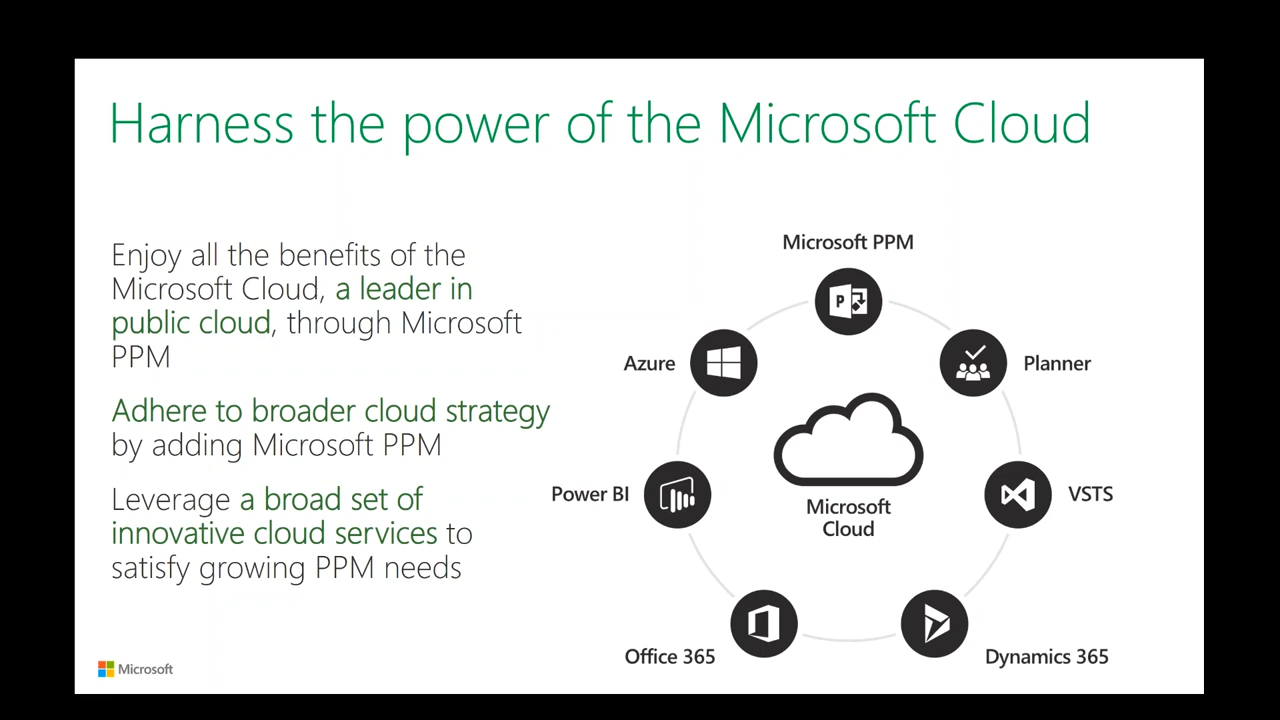 Harness the power of the Microsoft Cloud
Enjoy all the benefits of the
Microsoft Cloud, a leader in
public cloud, through Microsoft
PPM
Adhere to broader cloud strategy
by adding Microsoft PPM
Leverage a broad set of
innovative cloud services to
satisfy growing PPM needs
Microsoft PPM
P
Azure
Planner
Power BI
Microsoft
Cloud
VSTS
Office 365
Dynamics 365
Microsoft